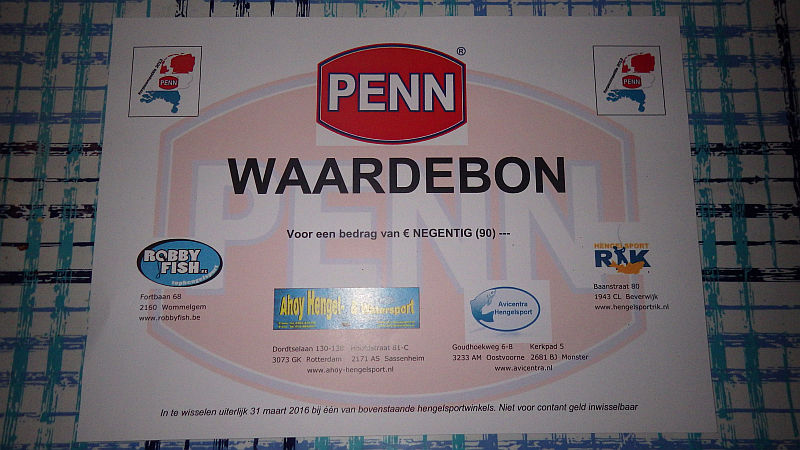 PENN
®
WAARDEBON
Voor een bedrag van € NEGENTIG (90) ---
ROBBY
FISH
Fortbaan 68
2160 Wommelgem
www.robbyfish.be
Ahoy Hengel- & Watersport
Dordtselaan 130-138 Hoofdstraat 81-C
3073 GK Rotterdam 2171 AS Sassenheim
www.ahoy-hengelsport.nl
Avicentra
Hengelsport
Goudhoekweg 6-8 Kerkpad 5
3233 AM Oostvoorne 2681 BJ Monster
www.avicentra.nl
HENGELSPORT
RIK
Baanstraat 80
1943 CL Beverwijk
www.hengelsportrik.nl
In te wisselen uiterlijk 31 maart 2016 bij één van bovenstaande hengelsportwinkels. Niet voor contant geld inwisselbaar